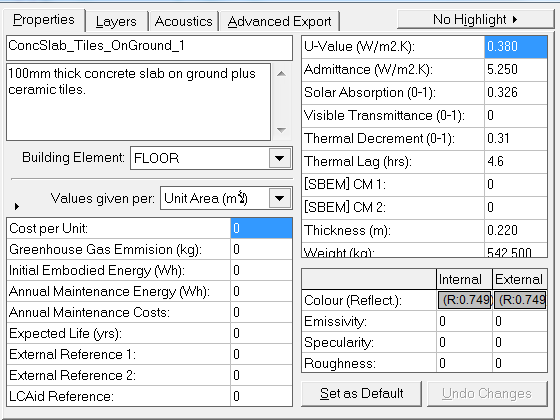 Properties Layers Acoustics Advanced Export No Highlight
ConcSlab_Tiles_OnGround_1
100mm thick concrete slab on ground plus
ceramic tiles.
Building Element: FLOOR
Values given per: Unit Area (m²)
Cost per Unit: 0
Greenhouse Gas Emmision (kg): 0
Initial Embodied Energy (Wh): 0
Annual Maintenance Energy (Wh): 0
Annual Maintenance Costs: 0
Expected Life (yrs): 0
External Reference 1: 0
External Reference 2: 0
LCAid Reference: 0
U-Value (W/m2.K): 0.380
Admittance (W/m2.K): 5.250
Solar Absorption (0-1): 0.326
Visible Transmittance (0-1): 0
Thermal Decrement (0-1): 0.31
Thermal Lag (hrs): 4.6
[SBEM] CM 1: 0
[SBEM] CM 2: 0
Thickness (m): 0.220
Weight (kg): 542.500
Internal External
Colour (Reflect.): (R:0.749) (R:0.749
Emissivity: 0 0
Specularity: 0 0
Roughness: 0 0
Set as Default Undo Changes